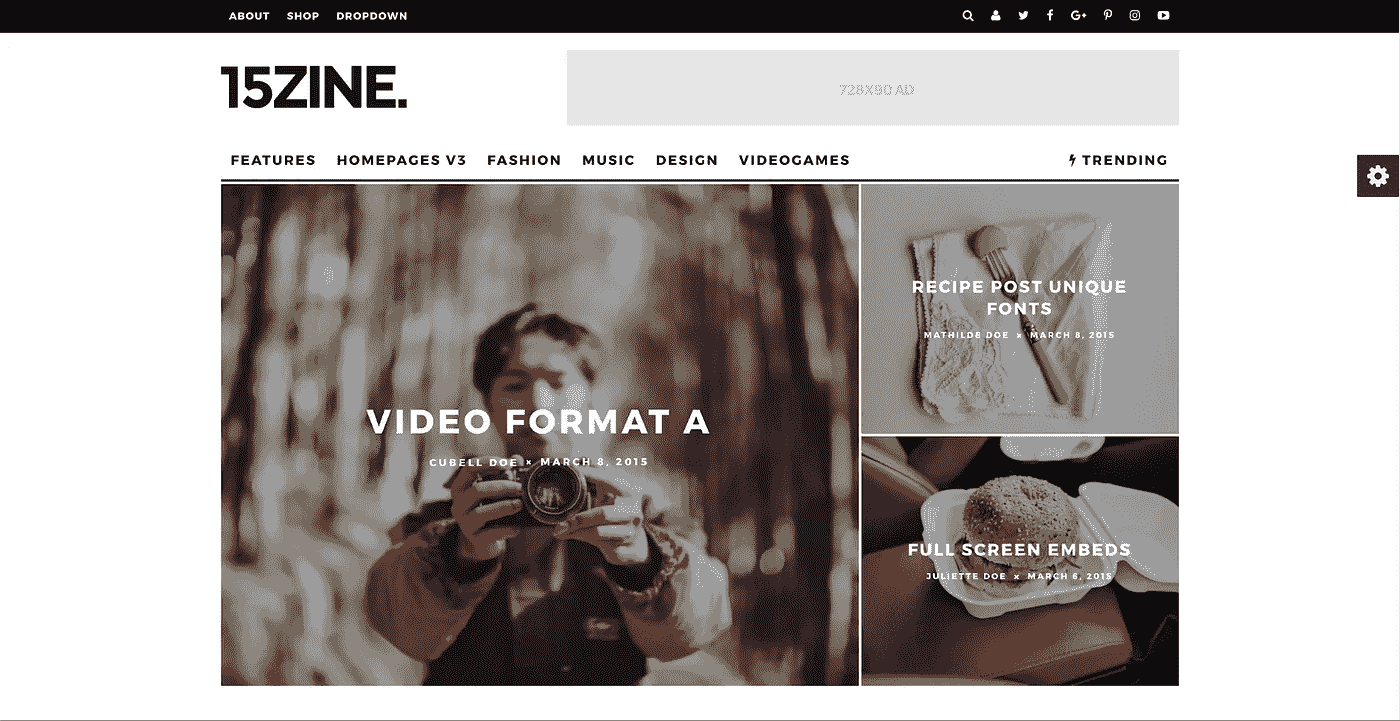 ABOUT SHOP DROPDOWN
15ZINE.
728X90 AD
FEATURES HOMEPAGES V3 FASHION MUSIC DESIGN VIDEOGAMES TRENDING
VIDEO FORMAT A
CUBELL DOE × MARCH 8, 2015
RECIPE POST UNIQUE
FONTS
MATHILDE DOE × MARCH 8, 2015
FULL SCREEN EMBEDS
JULIETTE DOE × MARCH 6, 2015